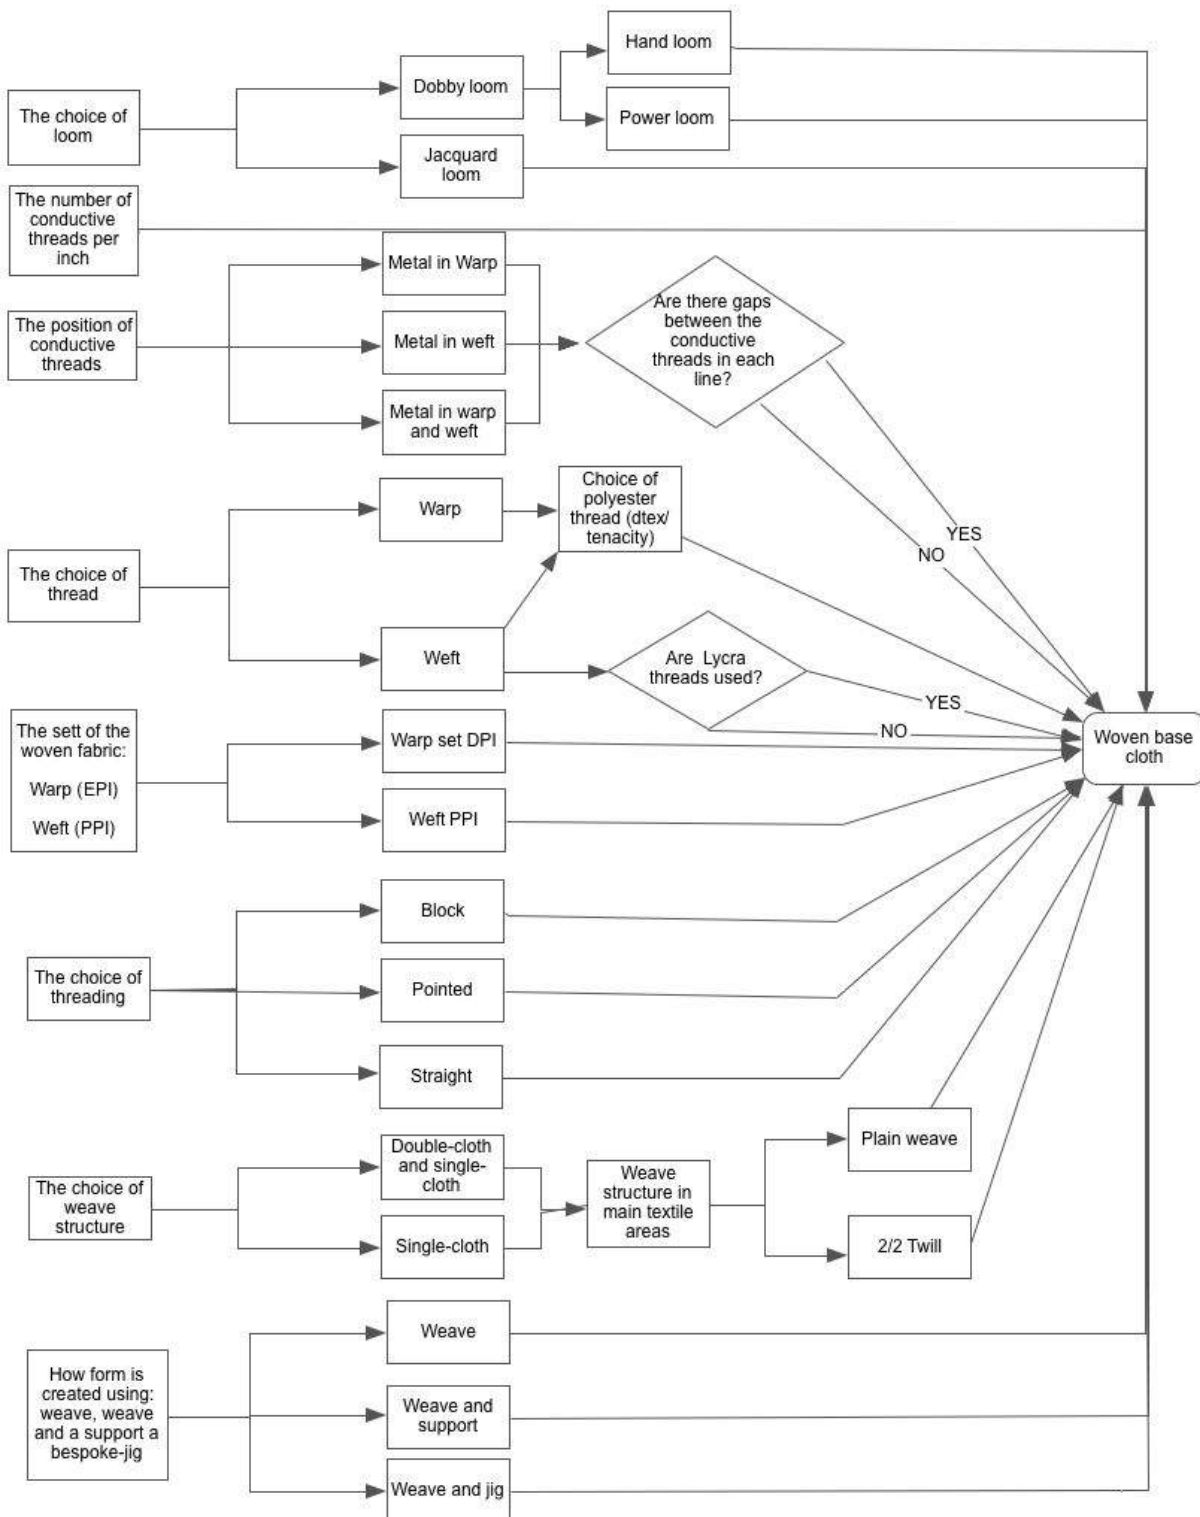 The choice of
loom
Dobby loom
Hand loom
Power loom
Jacquard
loom
The number of
conductive
threads per
inch
The position of
conductive
threads
Metal in Warp
Metal in weft
Metal in warp
and weft
Are there gaps
between the
conductive
threads in each
line?
YES
NO
The choice of
thread
Warp
Weft
Choice of
polyester
thread (dtex/
tenacity)
Are Lycra
threads used?
YES
NO
Woven base
cloth
The sett of the
woven fabric:
Warp (EPI)
Weft (PPI)
Warp set DPI
Weft PPI
The choice of
threading
Block
Pointed
Straight
The choice of
weave
structure
Double-cloth
and single-
cloth
Single-cloth
Weave
structure in
main textile
areas
Plain weave
2/2 Twill
How form is
created using:
weave, weave
and a support a
bespoke-jig
Weave
Weave and
support
Weave and jig